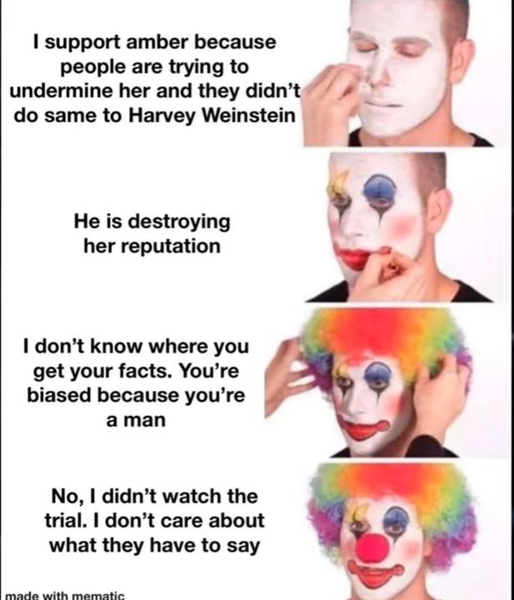 I support amber because
people are trying to
undermine her and they didn't
do same to Harvey Weinstein
He is destroying
her reputation
I don't know where you
get your facts. You're
biased because you're
a man
No, I didn't watch the
trial. I don't care about
what they have to say
made with mematic